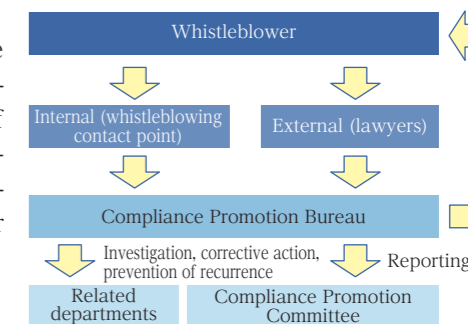 Whistleblower
Internal (whistleblowing
contact point)
External (lawyers)
Compliance Promotion Bureau
Investigation, corrective action,
prevention of recurrence
Reporting
Related
departments
Compliance Promotion
Committee